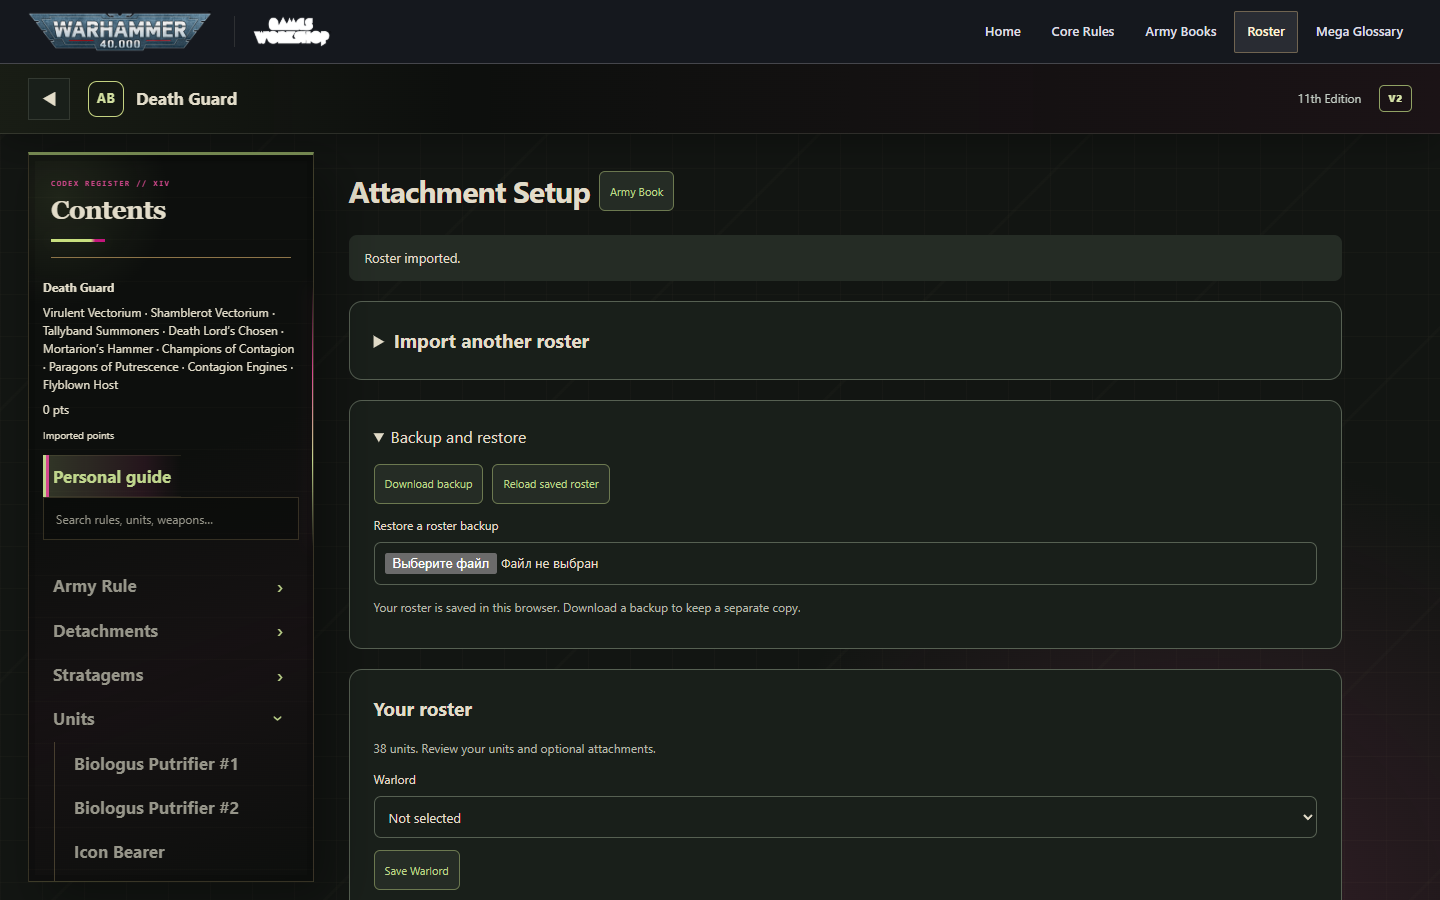 WARHAMMER
40,000
GAMES
WORKSHOP
Home
Core Rules
Army Books
Roster
Mega Glossary
◀
AB
Death Guard
11th Edition
V2
CODEX REGISTER // XIV
Contents
Death Guard
Virulent Vectorium · Shamblerot Vectorium ·
Tallyband Summoners · Death Lord's Chosen ·
Mortarion's Hammer · Champions of Contagion
· Paragons of Putrescence · Contagion Engines ·
Flyblown Host
0 pts
Imported points
Personal guide
Search rules, units, weapons...
Army Rule
Detachments
Stratagems
Units
Biologus Putrifier #1
Biologus Putrifier #2
Icon Bearer
Attachment Setup
Army Book
Roster imported.
▶ Import another roster
▼ Backup and restore
Download backup
Reload saved roster
Restore a roster backup
Выберите файл Файл не выбран
Your roster is saved in this browser. Download a backup to keep a separate copy.
Your roster
38 units. Review your units and optional attachments.
Warlord
Not selected
Save Warlord